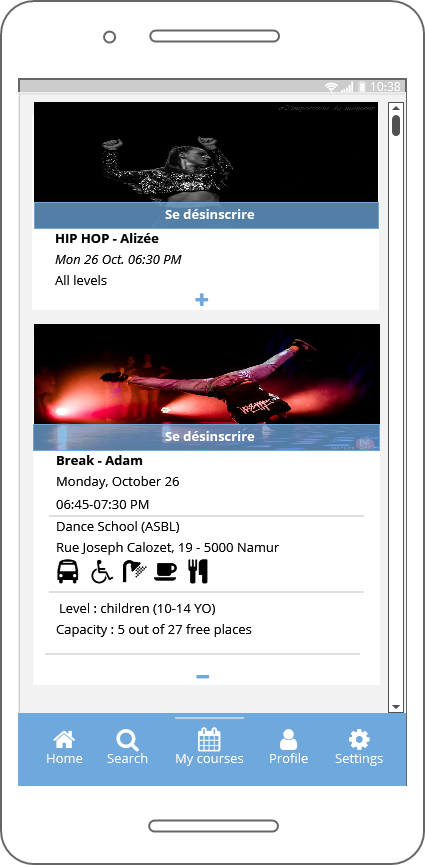 10:38
Se désinscrire
HIP HOP - Alizée
Mon 26 Oct. 06:30 PM
All levels
Se désinscrire
Break - Adam
Monday, October 26
06:45-07:30 PM
Dance School (ASBL)
Rue Joseph Calozet, 19 - 5000 Namur
Level : children (10-14 YO)
Capacity : 5 out of 27 free places
Home Search My courses Profile Settings